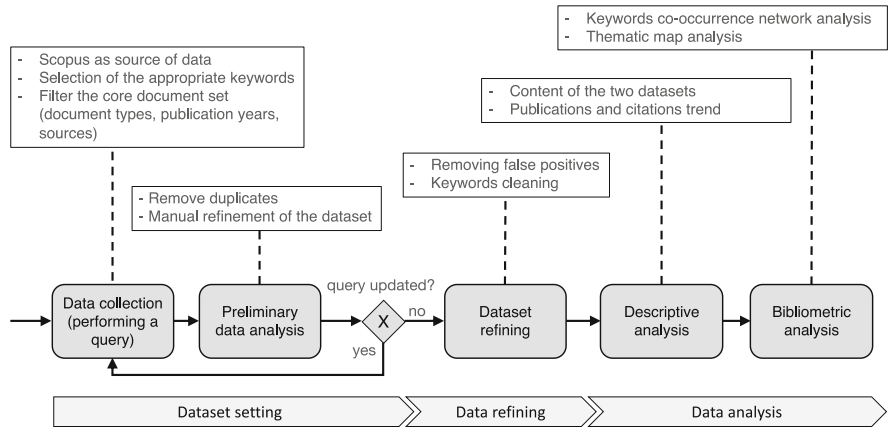 - Keywords co-occurrence network analysis
- Thematic map analysis
- Scopus as source of data
- Selection of the appropriate keywords
- Filter the core document set
(document types, publication years,
sources)
- Content of the two datasets
- Publications and citations trend
- Removing false positives
- Keywords cleaning
- Remove duplicates
- Manual refinement of the dataset
query updated?
Data collection
(performing a
query)
Preliminary
data analysis
X
no
yes
Dataset
refining
Descriptive
analysis
Bibliometric
analysis
Dataset setting
Data refining
Data analysis